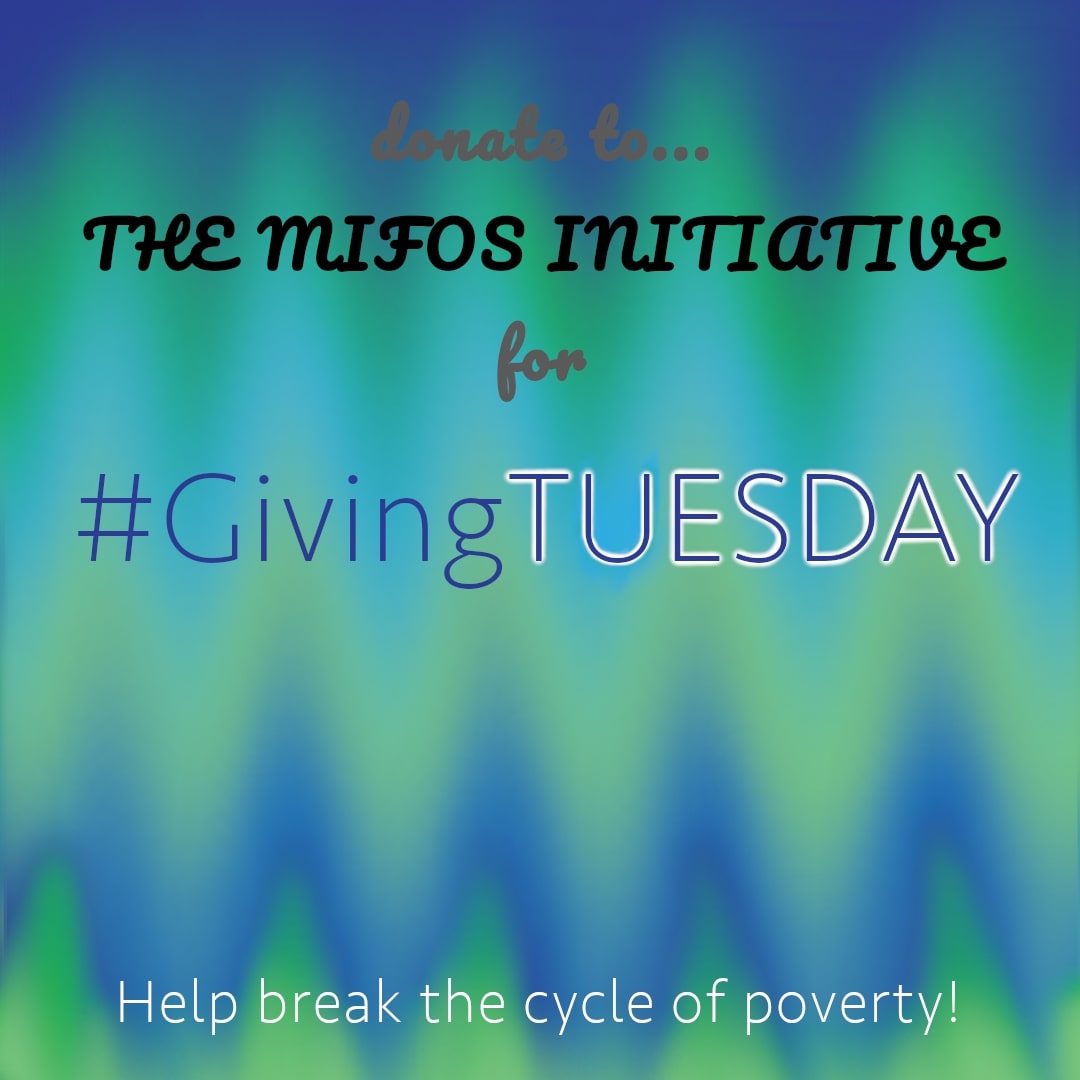 donate to...
THE MIFOS INITIATIVE
for
#GivingTUESDAY
Help break the cycle of poverty!